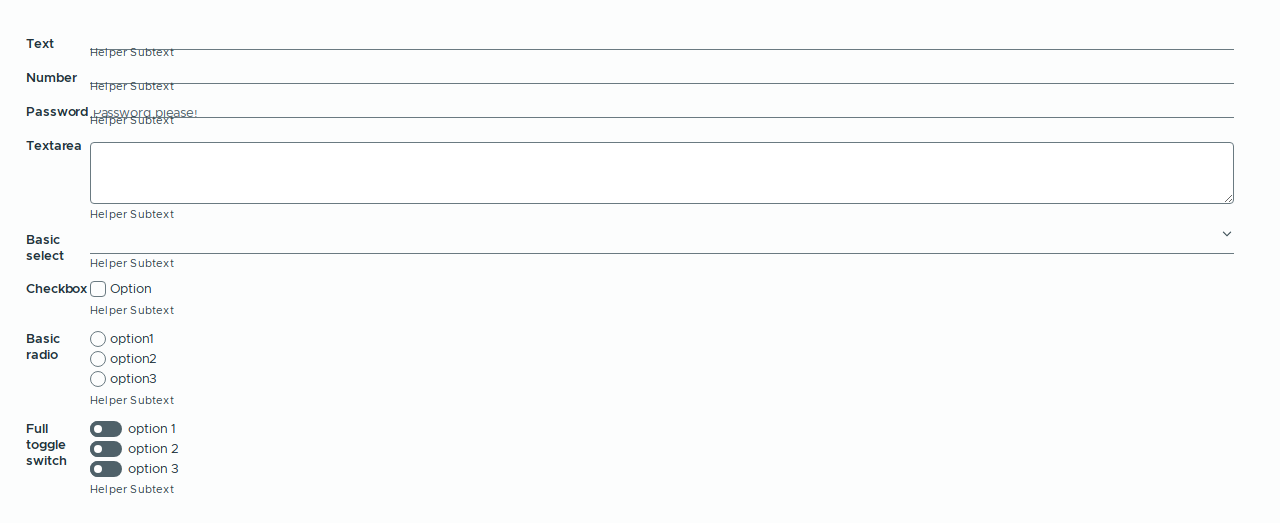 Text
Helper Subtext
Number
Helper Subtext
Password
Password please!
Helper Subtext
Textarea
Helper Subtext
Basic
select
Helper Subtext
Checkbox
Option
Helper Subtext
Basic
radio
option1
option2
option3
Helper Subtext
Full
toggle
switch
option 1
option 2
option 3
Helper Subtext